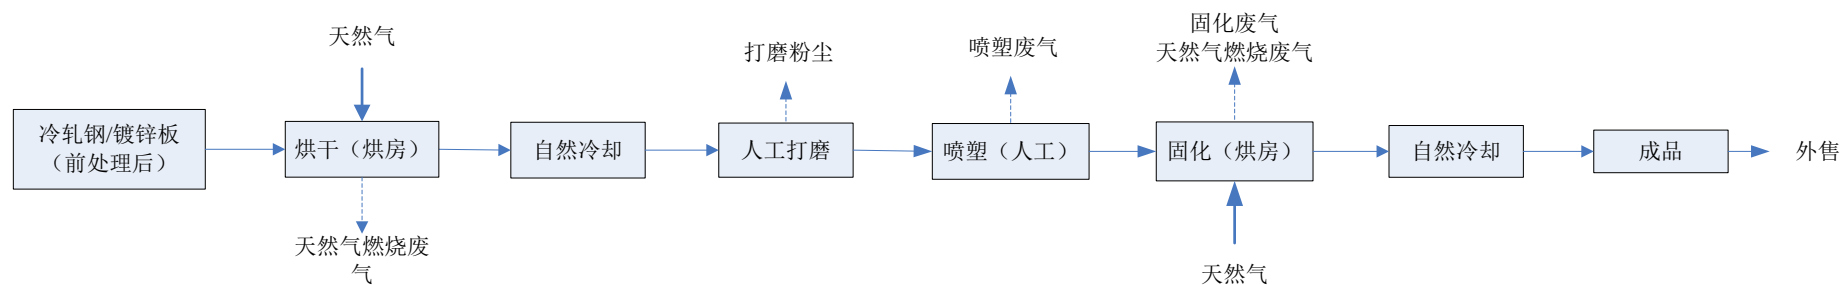 天然气
打磨粉尘
喷塑废气
固化废气
天然气燃烧废气
冷轧钢/镀锌板
（前处理后）
烘干（烘房）
自然冷却
人工打磨
喷塑（人工）
固化（烘房）
自然冷却
成品
外售
天然气燃烧废
气
天然气